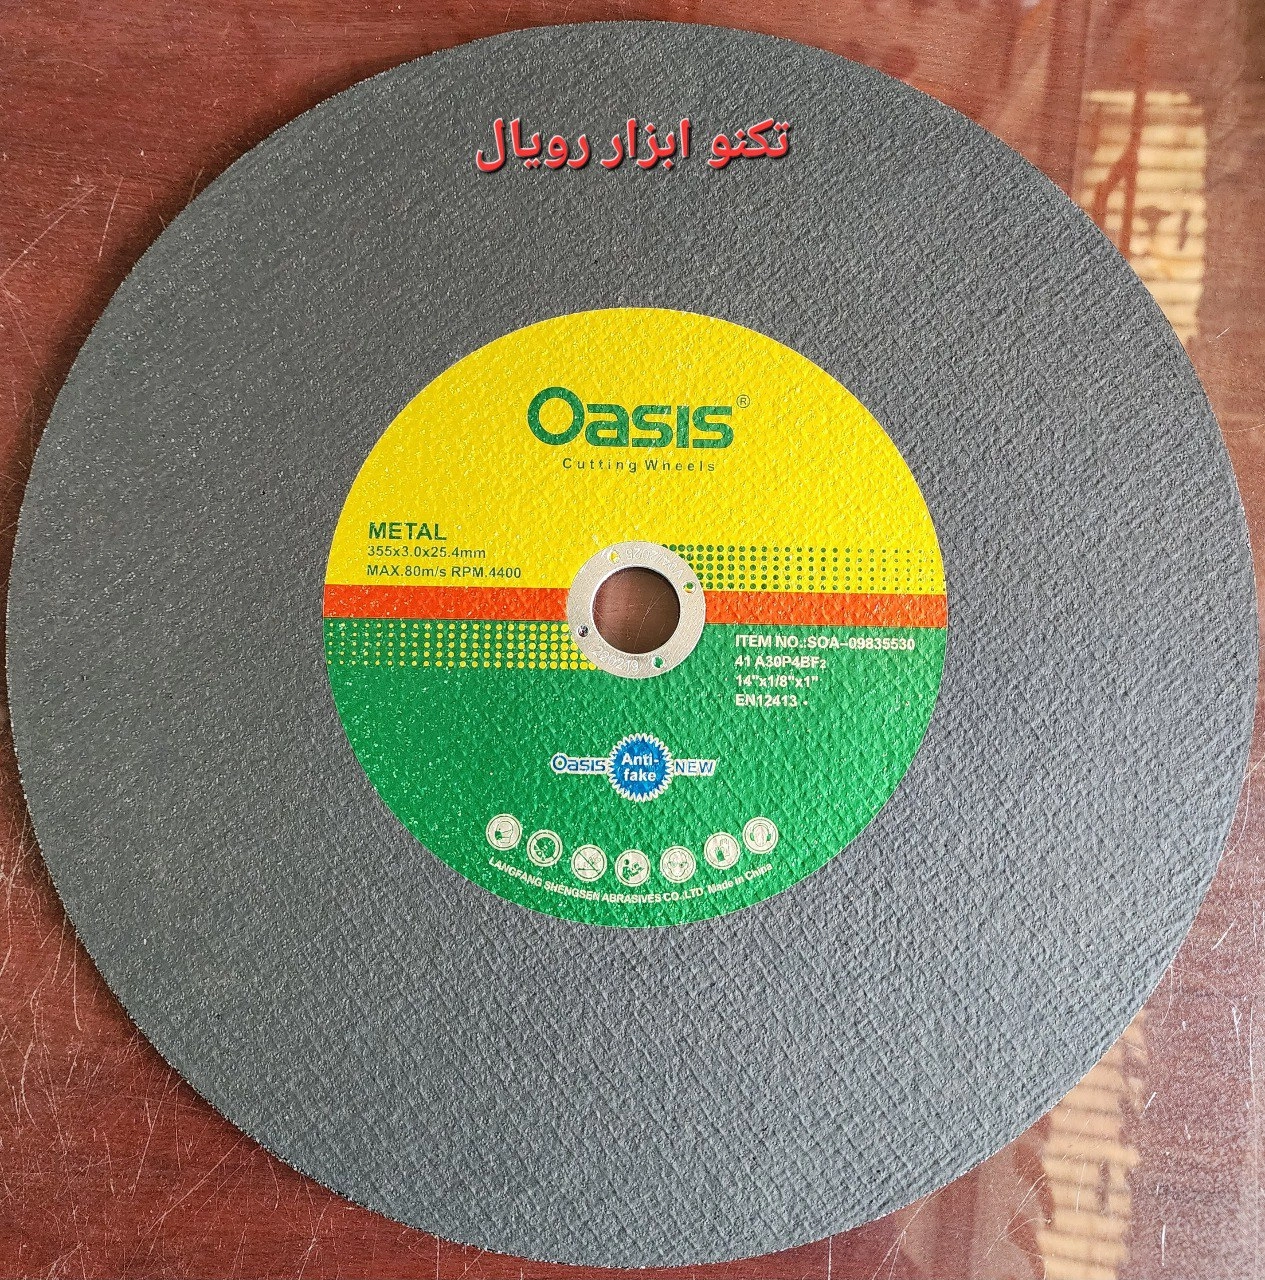 تکنو ابزار رویال
Oasis®
Cutting Wheels
METAL
355x3.0x25.4mm
MAX.80m/s RPM.4400
ITEM NO.:SOA-09835530
41 A30P4BF2
14"x1/8"x1"
EN12413
Oasis Anti-fake NEW
LANGFANG SHENGSEN ABRASIVES CO.,LTD Made in China